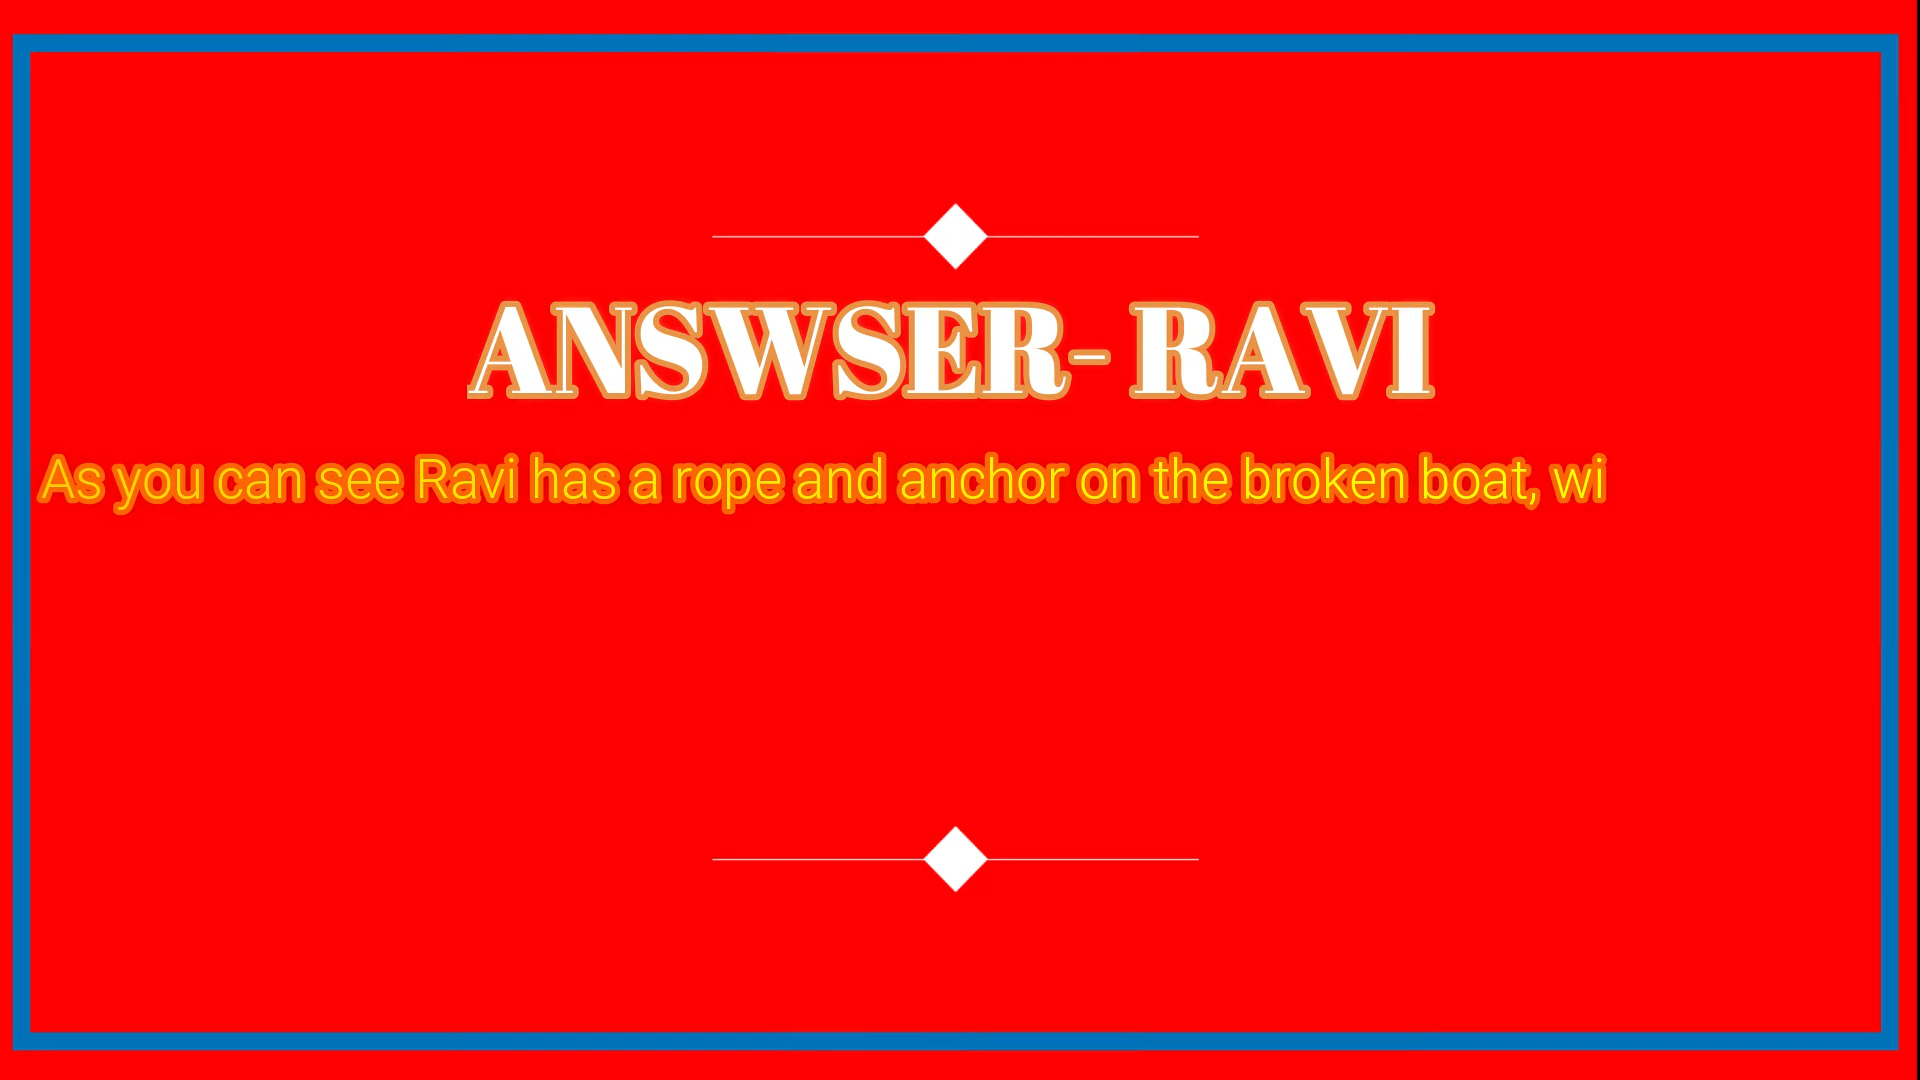 ANSWSER- RAVI
As you can see Ravi has a rope and anchor on the broken boat, wi